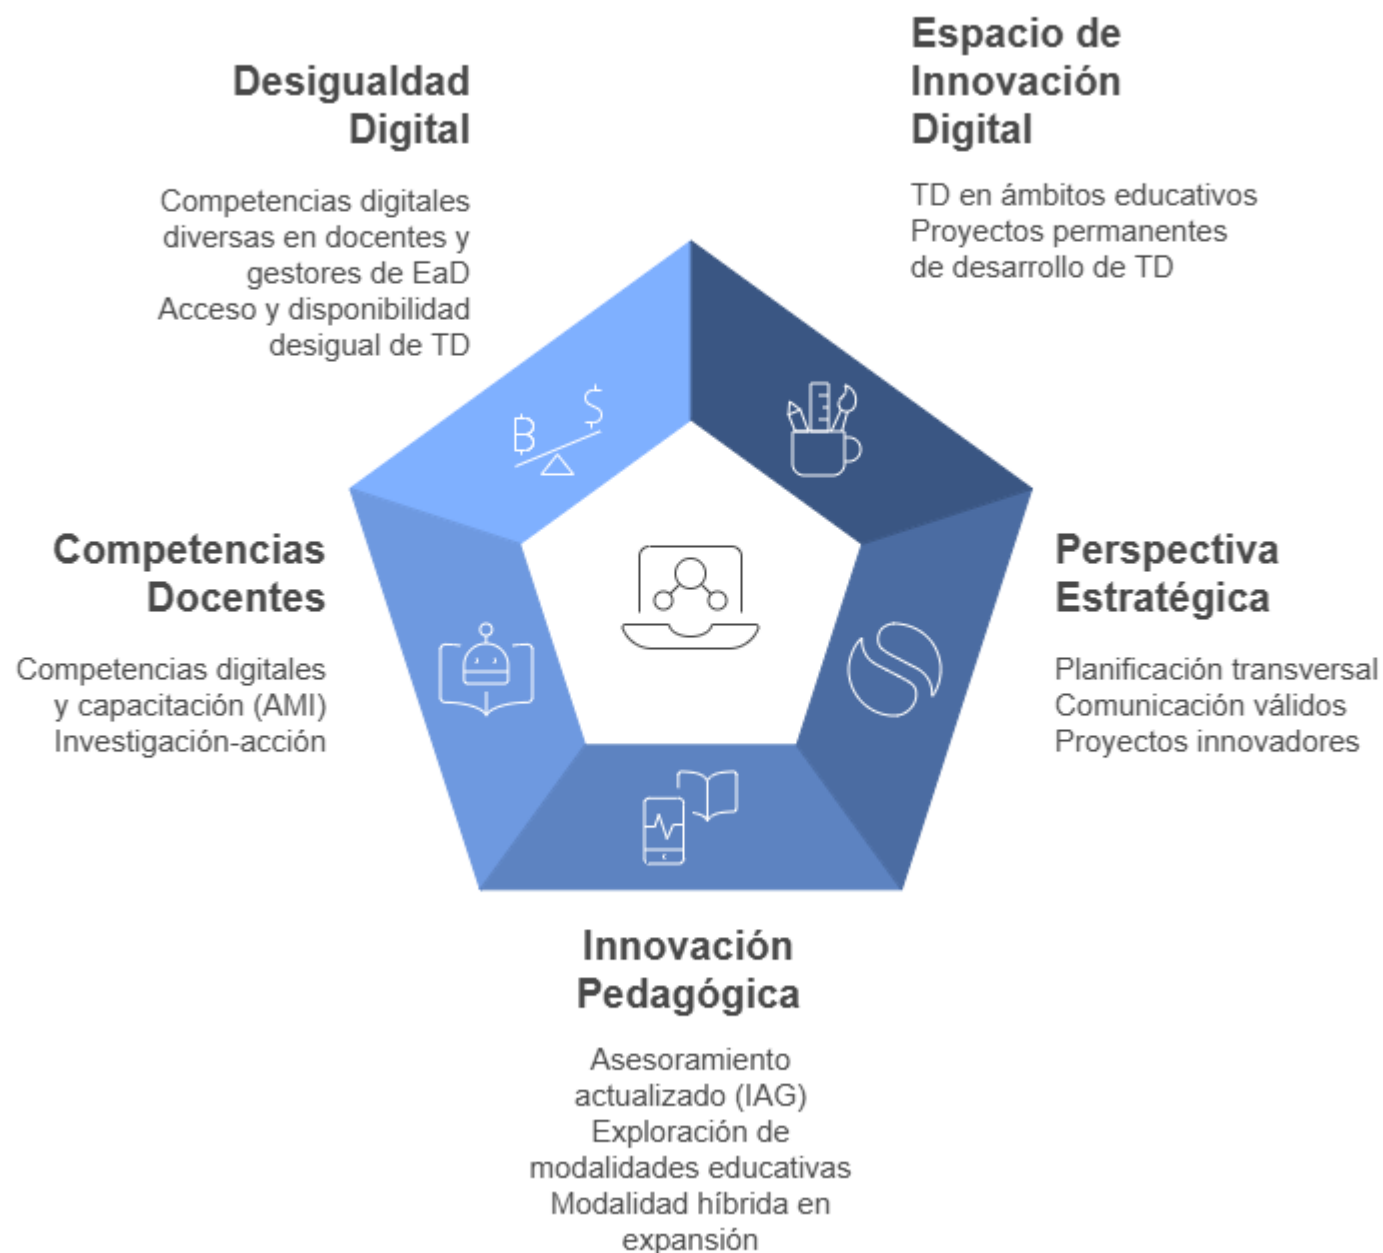 Desigualdad
Digital
Competencias digitales
diversas en docentes y
gestores de EaD
Acceso y disponibilidad
desigual de TD
Espacio de
Innovación
Digital
TD en ámbitos educativos
Proyectos permanentes
de desarrollo de TD
Competencias
Docentes
Competencias digitales
y capacitación (AMI)
Investigación-acción
Perspectiva
Estratégica
Planificación transversal
Comunicación válidos
Proyectos innovadores
Innovación
Pedagógica
Asesoramiento
actualizado (IAG)
Exploración de
modalidades educativas
Modalidad híbrida en
expansión